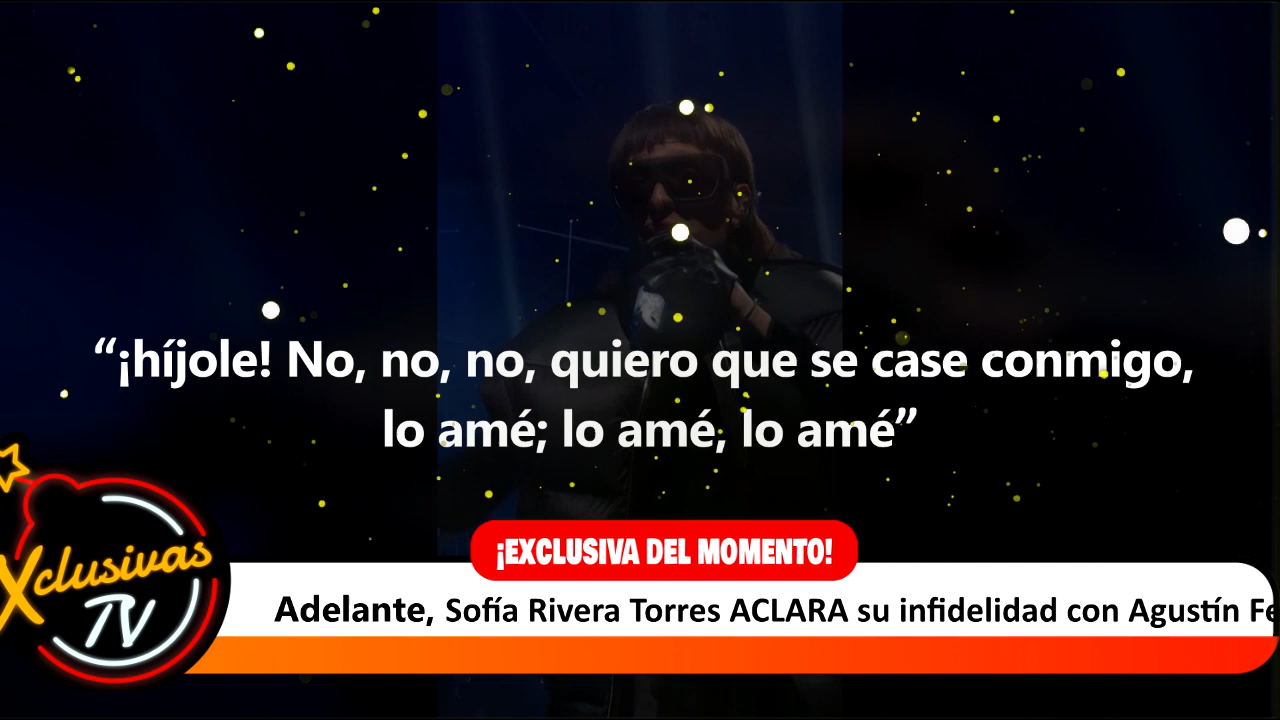 “¡híjole! No, no, no, quiero que se case conmigo,
lo amé; lo amé, lo amé”
¡EXCLUSIVA DEL MOMENTO!
Adelante, Sofía Rivera Torres ACLARA su infidelidad con Agustín Fe
Xclusivas
TV